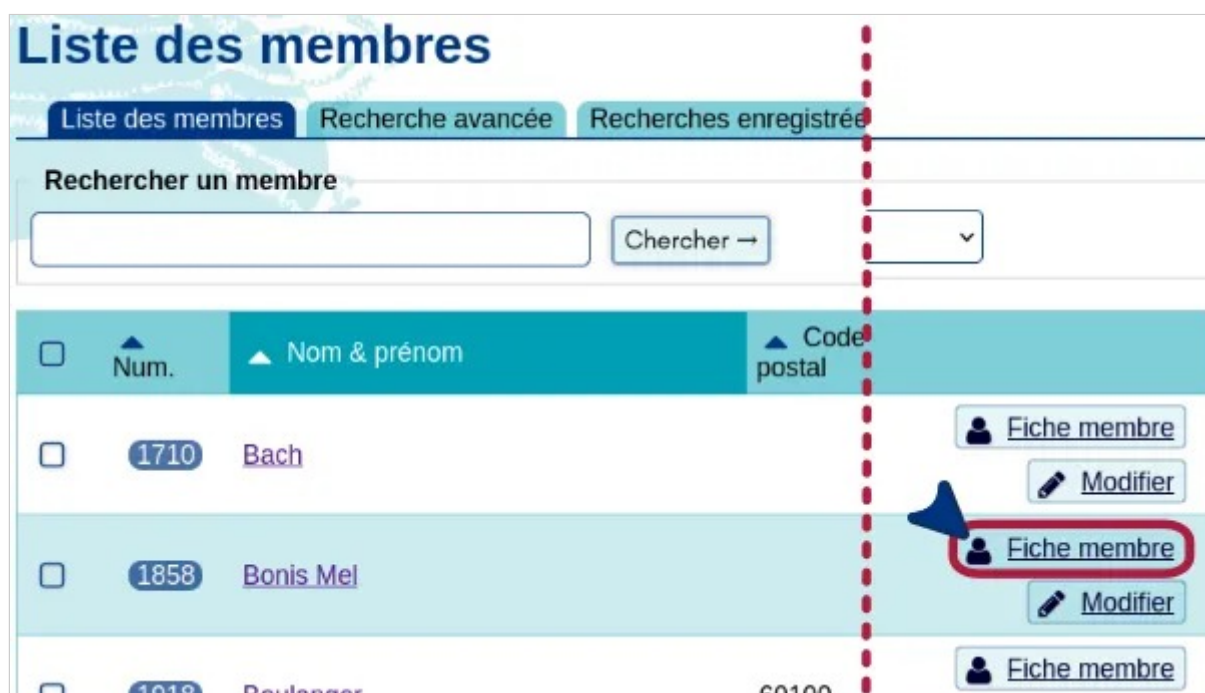 Liste des membres
Liste des membres Recherche avancée Recherches enregistrée
Rechercher un membre
Chercher →
Num. Nom & prénom Code postal
1710 Bach Fiche membre
Modifier
1858 Bonis Mel Fiche membre
Modifier
Fiche membre